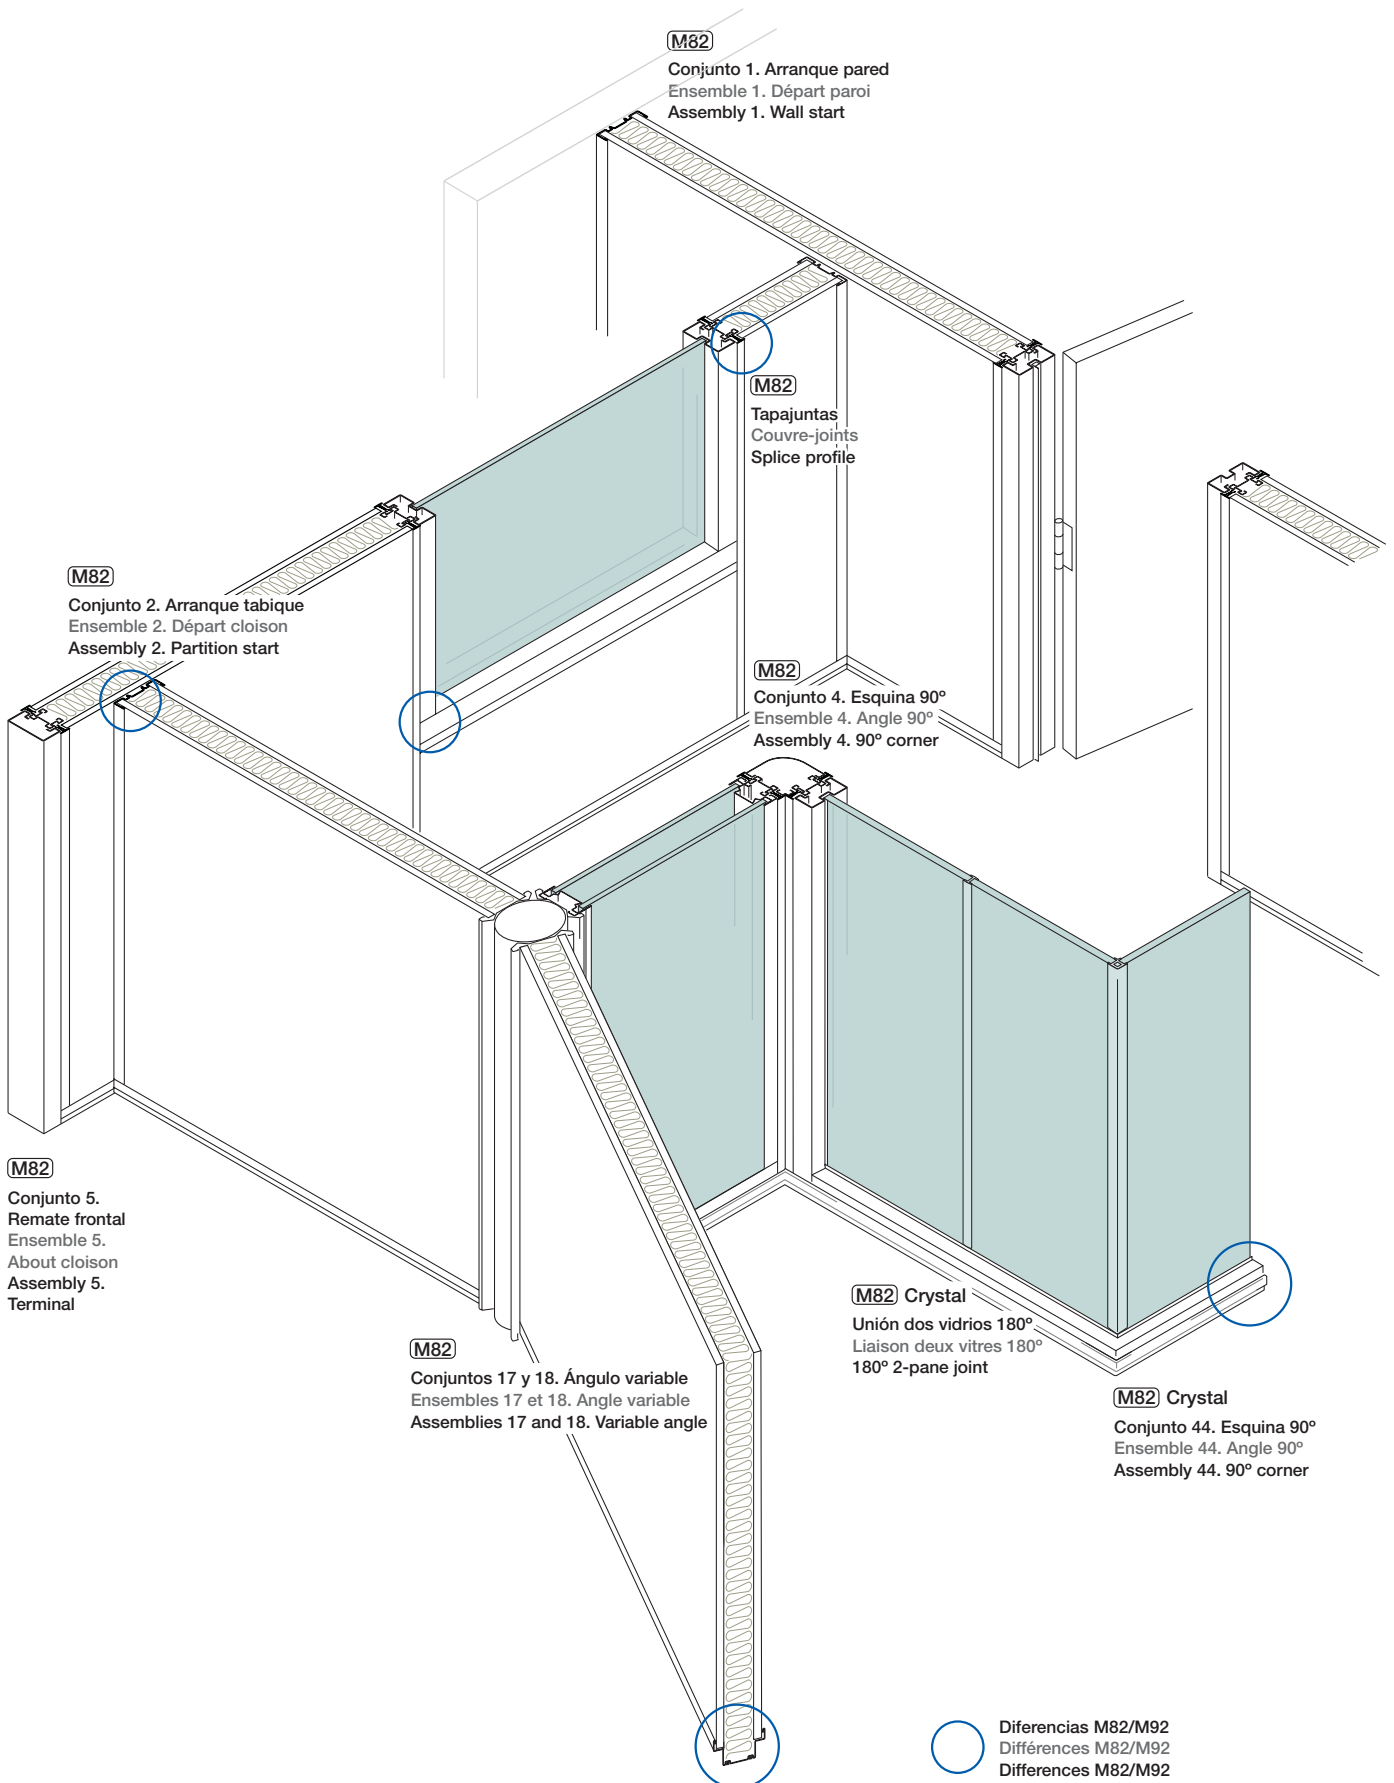 M82
Conjunto 1. Arranque pared
Ensemble 1. Départ paroi
Assembly 1. Wall start
M82
Tapajuntas
Couvre-joints
Splice profile
M82
Conjunto 2. Arranque tabique
Ensemble 2. Départ cloison
Assembly 2. Partition start
M82
Conjunto 4. Esquina 90º
Ensemble 4. Angle 90º
Assembly 4. 90º corner
M82
Conjunto 5.
Remate frontal
Ensemble 5.
About cloison
Assembly 5.
Terminal
M82 Crystal
Unión dos vidrios 180º
Liaison deux vitres 180º
180º 2-pane joint
M82
Conjuntos 17 y 18. Ángulo variable
Ensembles 17 et 18. Angle variable
Assemblies 17 and 18. Variable angle
M82 Crystal
Conjunto 44. Esquina 90º
Ensemble 44. Angle 90º
Assembly 44. 90º corner
Diferencias M82/M92
Différences M82/M92
Differences M82/M92